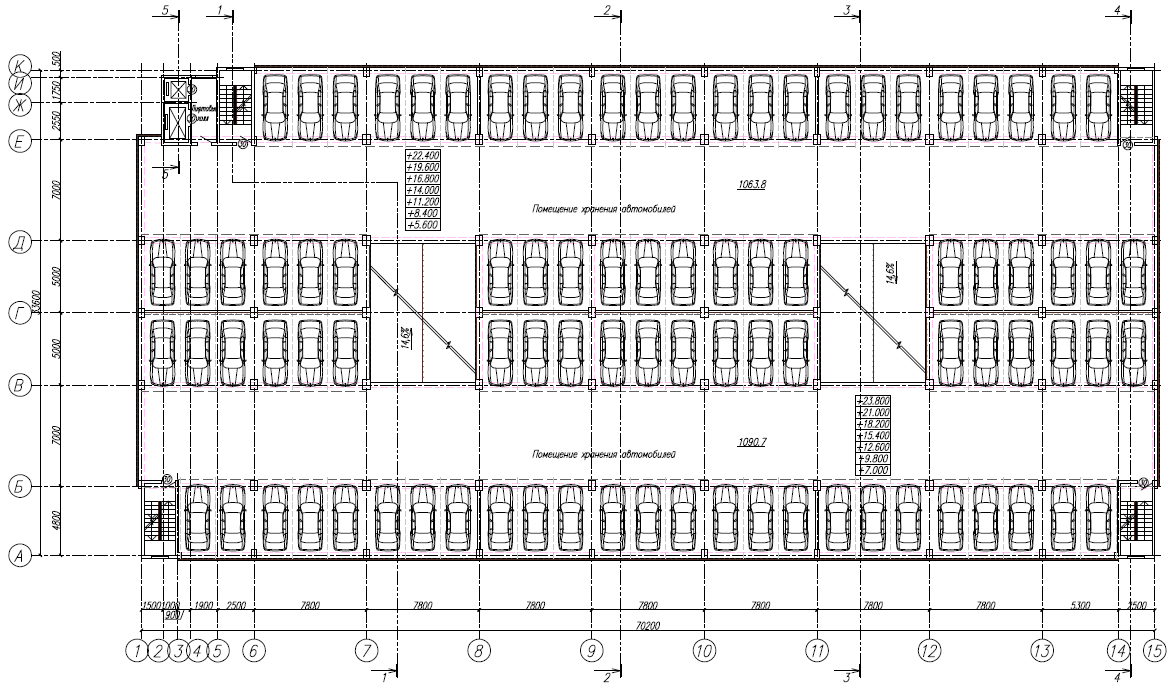 5 1 2 3 4
К
И
Ж
Е
Д
Г
В
Б
А
500
1750
2550
7000
5000
5000
7000
4800
33600
холл
5
+22.400
+19.600
+16.800
+14.000
+11.200
+8.400
+5.600
1063.8
Помещение хранения автомобилей
14,6%
14,6%
+23.800
+21.000
+18.200
+15.400
+12.600
+9.800
+7.000
1090.7
Помещение хранения автомобилей
1500 1000 1900 2500 7800 7800 7800 7800 7800 7800 7800 5300 2500
900
70200
1 2 3 4 5 6 7 8 9 10 11 12 13 14 15
1 2 3 4